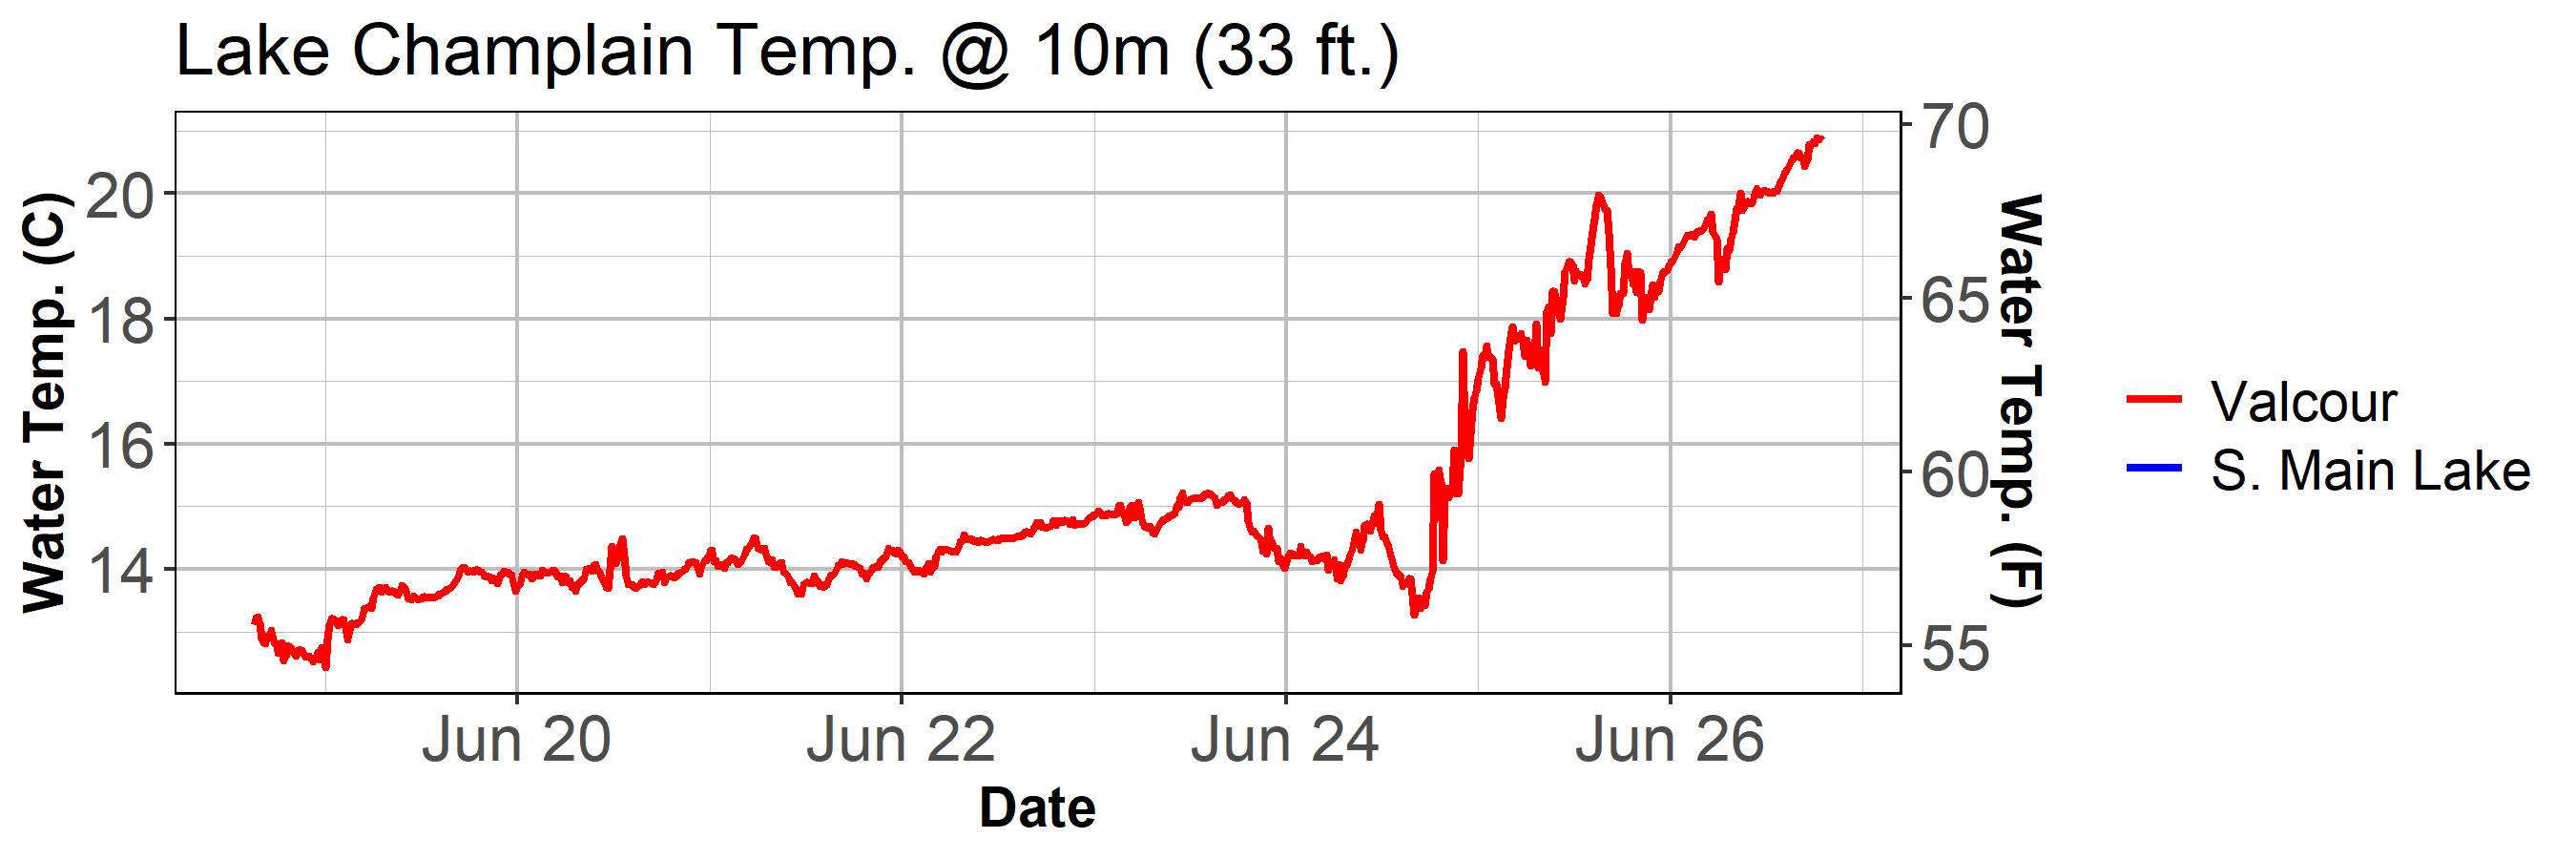 Lake Champlain Temp. @ 10m (33 ft.)
Water Temp. (C)
20
18
16
14
70
65
60
55
Water Temp. (F)
Jun 20
Jun 22
Jun 24
Jun 26
Date
Valcour
S. Main Lake